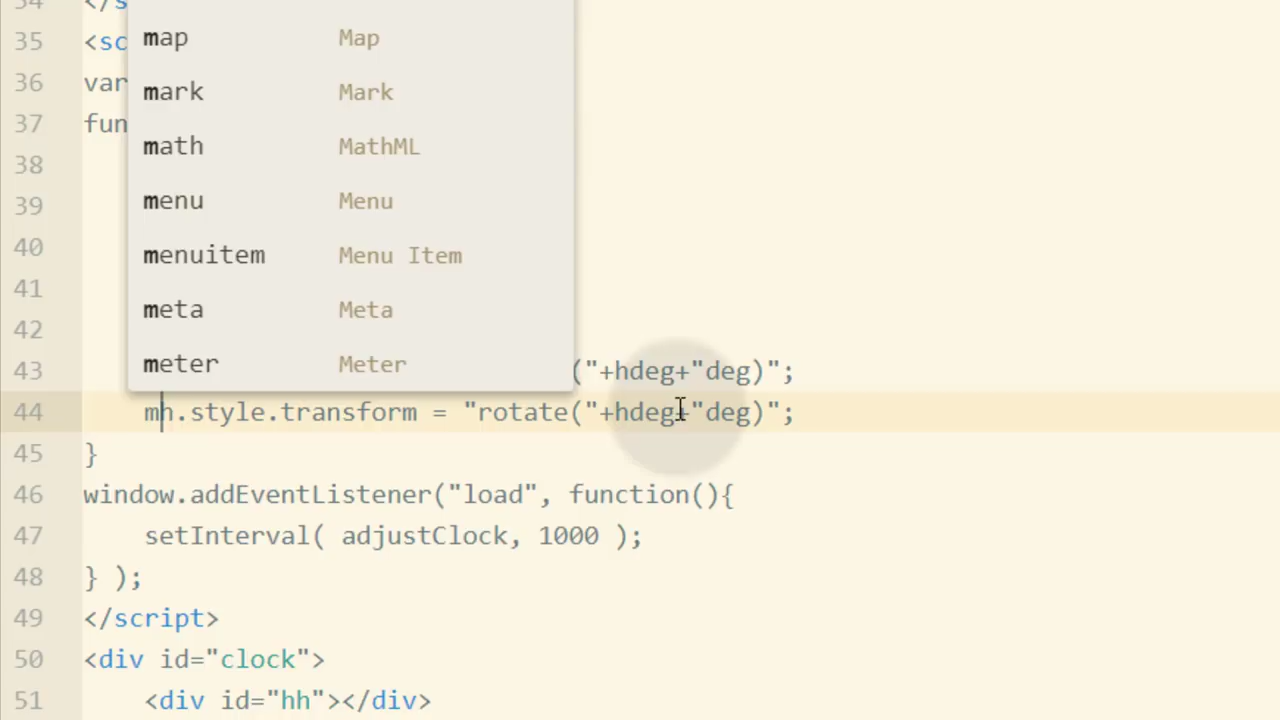 34 </s
map Map
35 <sc
mark Mark
36 var
37 fun
math MathML
38
menu Menu
39
40
menuitem Menu Item
41
meta Meta
42
meter Meter
43 ("+hdeg+"deg)";
44 mh.style.transform = "rotate("+hdeg+"deg)";
45 }
46 window.addEventListener("load", function(){
47 setInterval( adjustClock, 1000 );
48 } );
49 </script>
50 <div id="clock">
51 <div id="hh"></div>